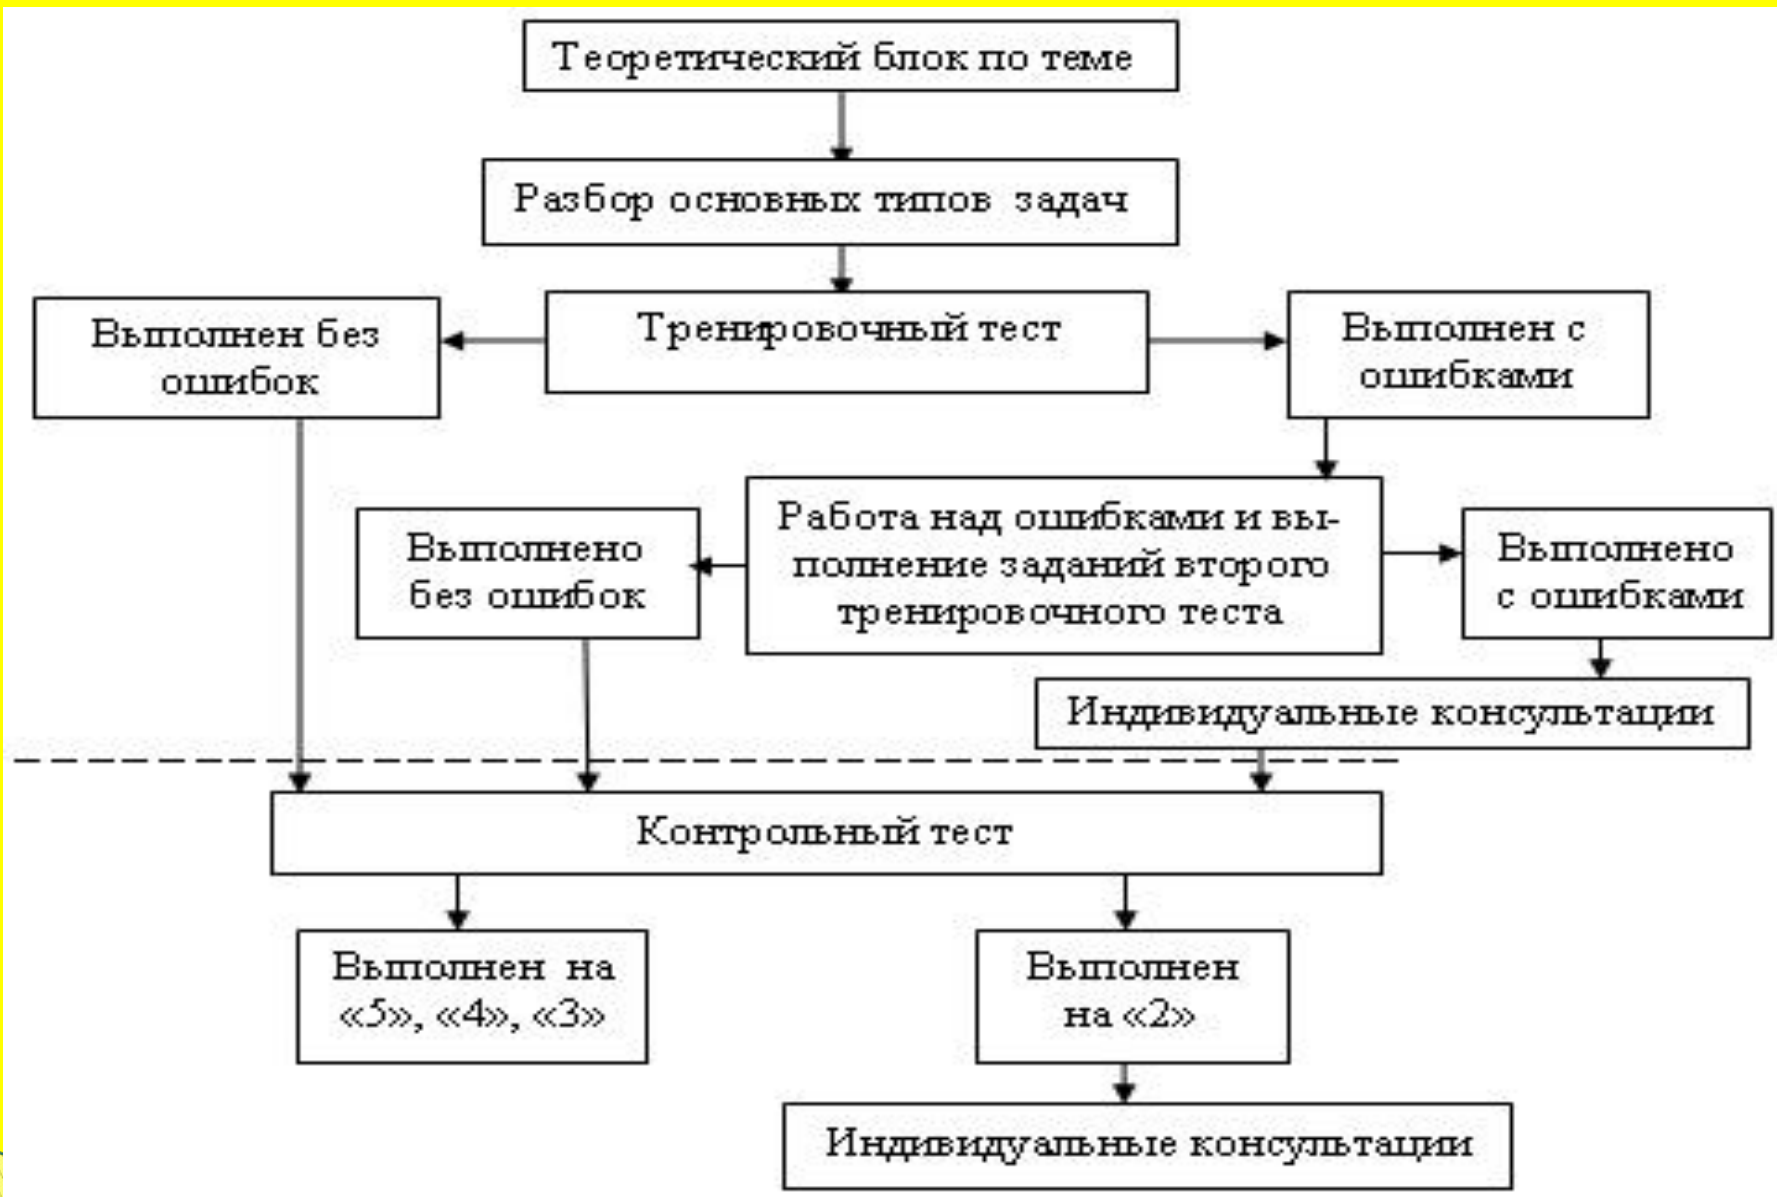 Теоретический блок по теме
Разбор основных типов задач
Выполнен без
ошибок
Тренировочный тест
Выполнен с
ошибками
Выполнено
без ошибок
Работа над ошибками и вы-
полнение заданий второго
тренировочного теста
Выполнено
с ошибками
Индивидуальные консультации
Контрольный тест
Выполнен на
«5», «4», «3»
Выполнен
на «2»
Индивидуальные консультации